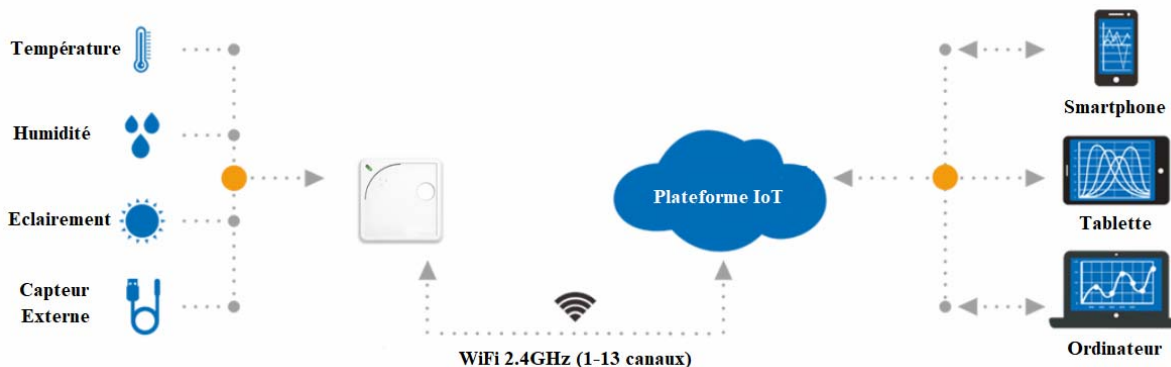 Température
Humidité
Eclairement
Capteur
Externe
WiFi 2.4GHz (1-13 canaux)
Plateforme IoT
Smartphone
Tablette
Ordinateur